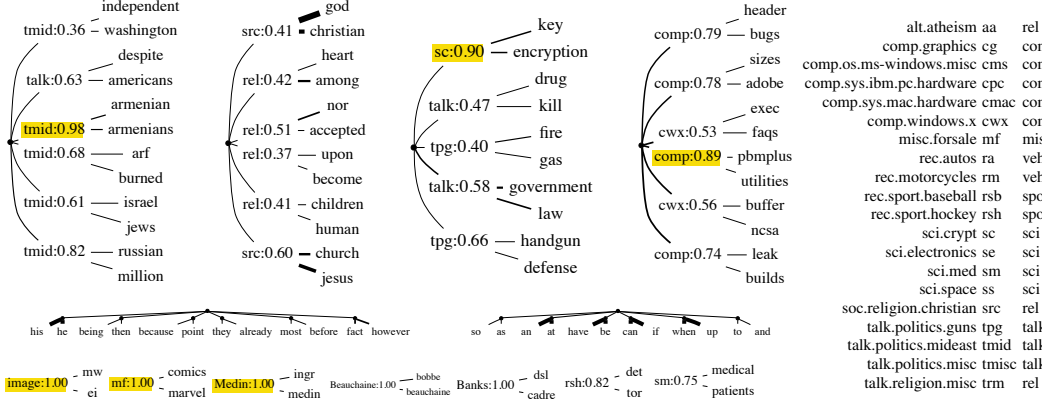 independent
tmid:0.36 washington
despite
talk:0.63 americans
armenian
tmid:0.98 armenians
tmid:0.68 arf
burned
tmid:0.61 israel
jews
tmid:0.82 russian
million
god
src:0.41 christian
heart
rel:0.42 among
nor
rel:0.51 accepted
rel:0.37 upon
become
rel:0.41 children
human
src:0.60 church
jesus
key
sc:0.90 encryption
drug
talk:0.47 kill
fire
tpg:0.40 gas
talk:0.58 government
law
tpg:0.66 handgun
defense
header
comp:0.79 bugs
sizes
comp:0.78 adobe
exec
cwx:0.53 faqs
comp:0.89 pbmplus
utilities
cwx:0.56 buffer
ncsa
comp:0.74 leak
builds
alt.atheism aa rel
comp.graphics cg
comp.os.ms-windows.misc cms
comp.sys.ibm.pc.hardware cpc
comp.sys.mac.hardware cmac
comp.windows.x cwx
misc.forsale mf
rec.autos ra
rec.motorcycles rm
rec.sport.baseball rsb
rec.sport.hockey rsh
sci.crypt sc sci
sci.electronics se sci
sci.med sm sci
sci.space ss sci
soc.religion.christian src rel
talk.politics.guns tpg talk
talk.politics.mideast tmid talk
talk.politics.misc tmisc talk
talk.religion.misc trm rel
his he being then because point they already most before fact however
so as an at have be can if when up to and
image:1.00 mw
ei
mf:1.00 comics
marvel
Medin:1.00 ingr
medin
Beauchaine:1.00 bobbe
beauchaine
Banks:1.00 dsl
cadre
rsh:0.82 det
tor
sm:0.75 medical
patients